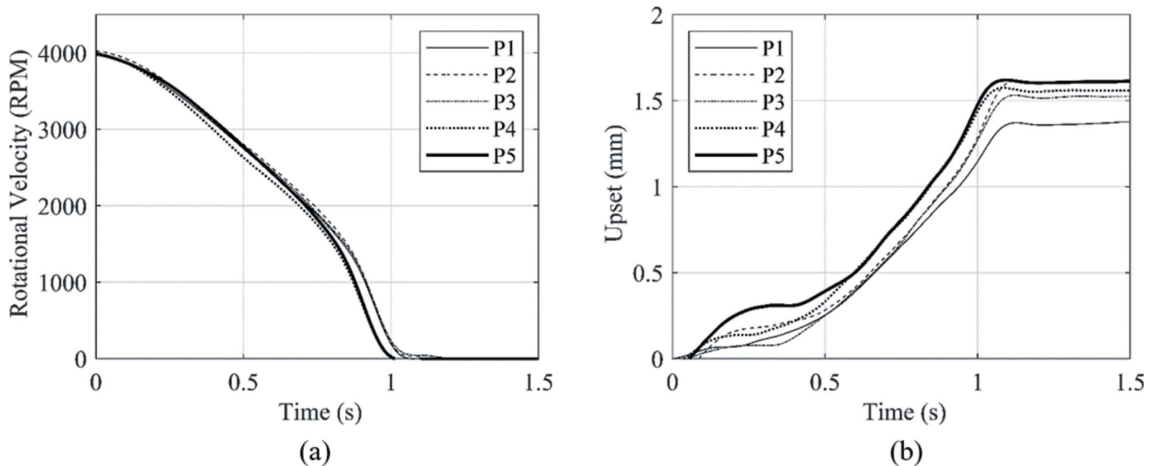 4000
3000
2000
1000
0
Rotational Velocity (RPM)
P1
P2
P3
P4
P5
0
0.5
1
1.5
Time (s)
(a)
2
1.5
1
0.5
0
Upset (mm)
P1
P2
P3
P4
P5
0
0.5
1
1.5
Time (s)
(b)